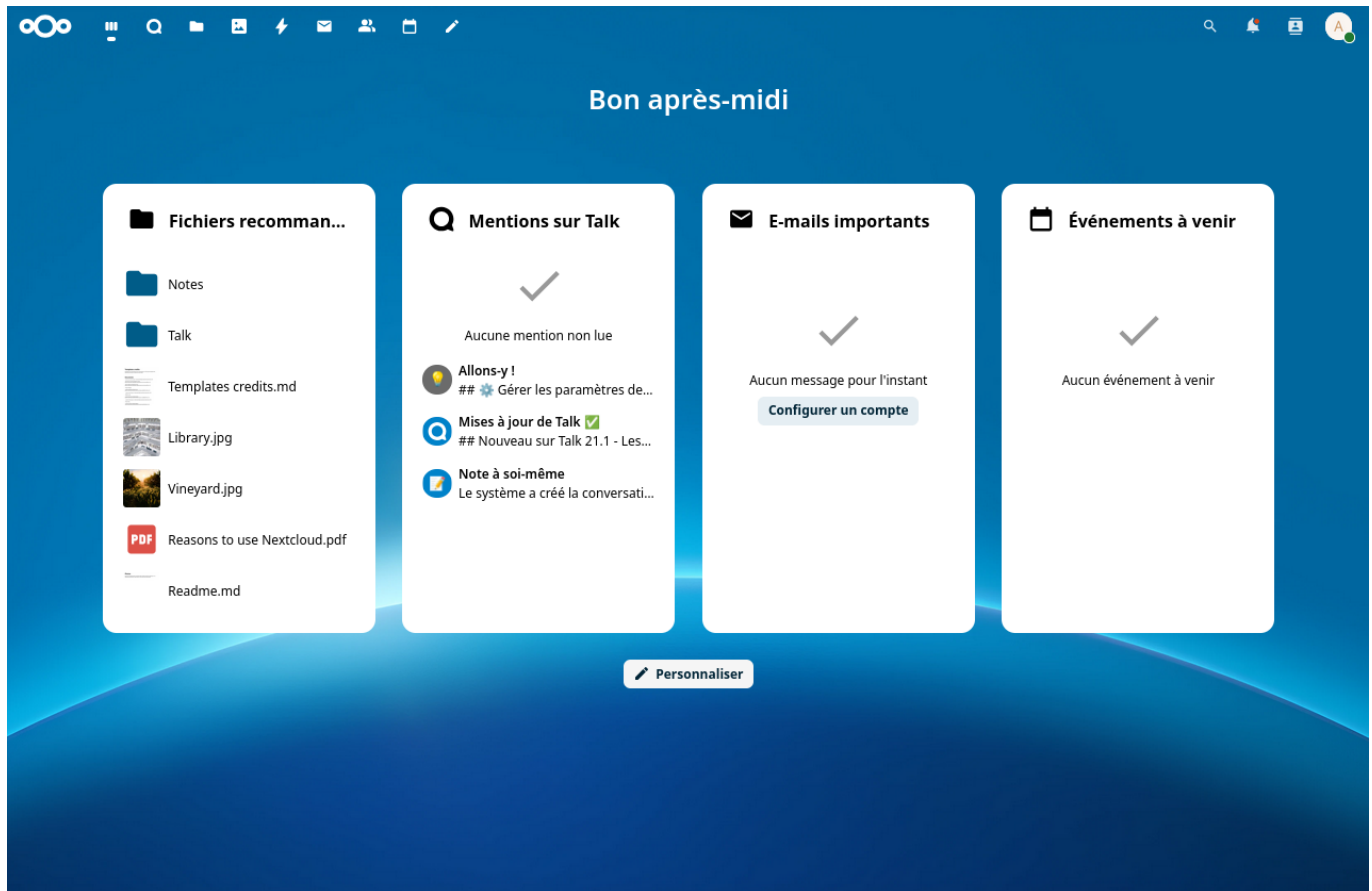 A
Bon après-midi
Fichiers recomman...
Notes
Talk
Templates credits.md
Library.jpg
Vineyard.jpg
PDF
Reasons to use Nextcloud.pdf
Readme.md
Mentions sur Talk
Aucune mention non lue
Allons-y !
## ⚙️ Gérer les paramètres de...
Mises à jour de Talk ✅
## Nouveau sur Talk 21.1 - Les...
Note à soi-même
Le système a créé la conversati...
E-mails importants
Aucun message pour l'instant
Configurer un compte
Événements à venir
Aucun événement à venir
Personnaliser